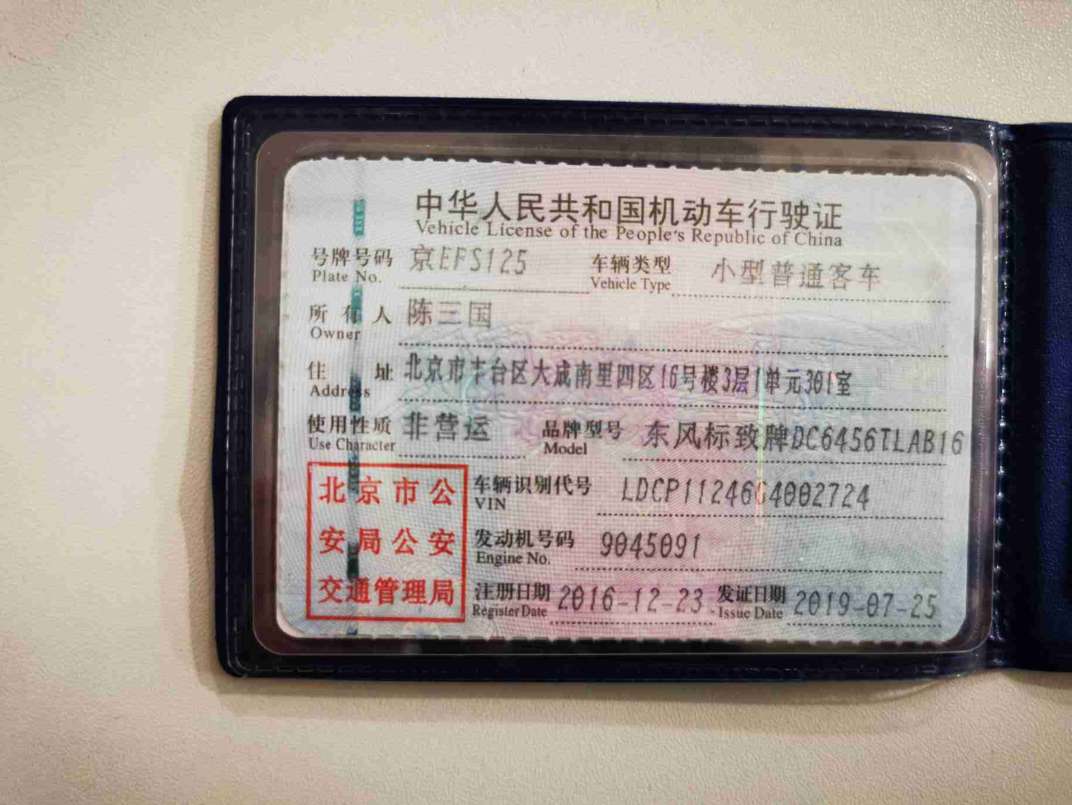 中华人民共和国机动车行驶证
Vehicle License of the People's Republic of China
号牌号码 京EFS125 车辆类型 小型普通客车
Plate No. Vehicle Type
所有人 陈三国
Owner
住址 北京市丰台区大成南里四区16号楼3层1单元301室
Address
使用性质 非营运 品牌型号 东风标致牌DC6456TLAB16
Use Character Model
北京市公
安局公安
交通管理局
车辆识别代号 LDCP11246G4002724
VIN
发动机号码 9045091
Engine No.
注册日期 2016-12-23 发证日期 2019-07-25
Register Date Issue Date